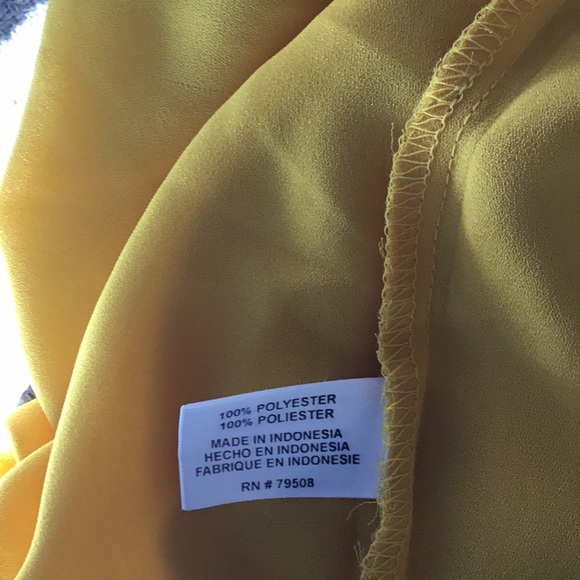 100% POLYESTER
100% POLIESTER
MADE IN INDONESIA
HECHO EN INDONESIA
FABRIQUE EN INDONESIE
RN # 79508